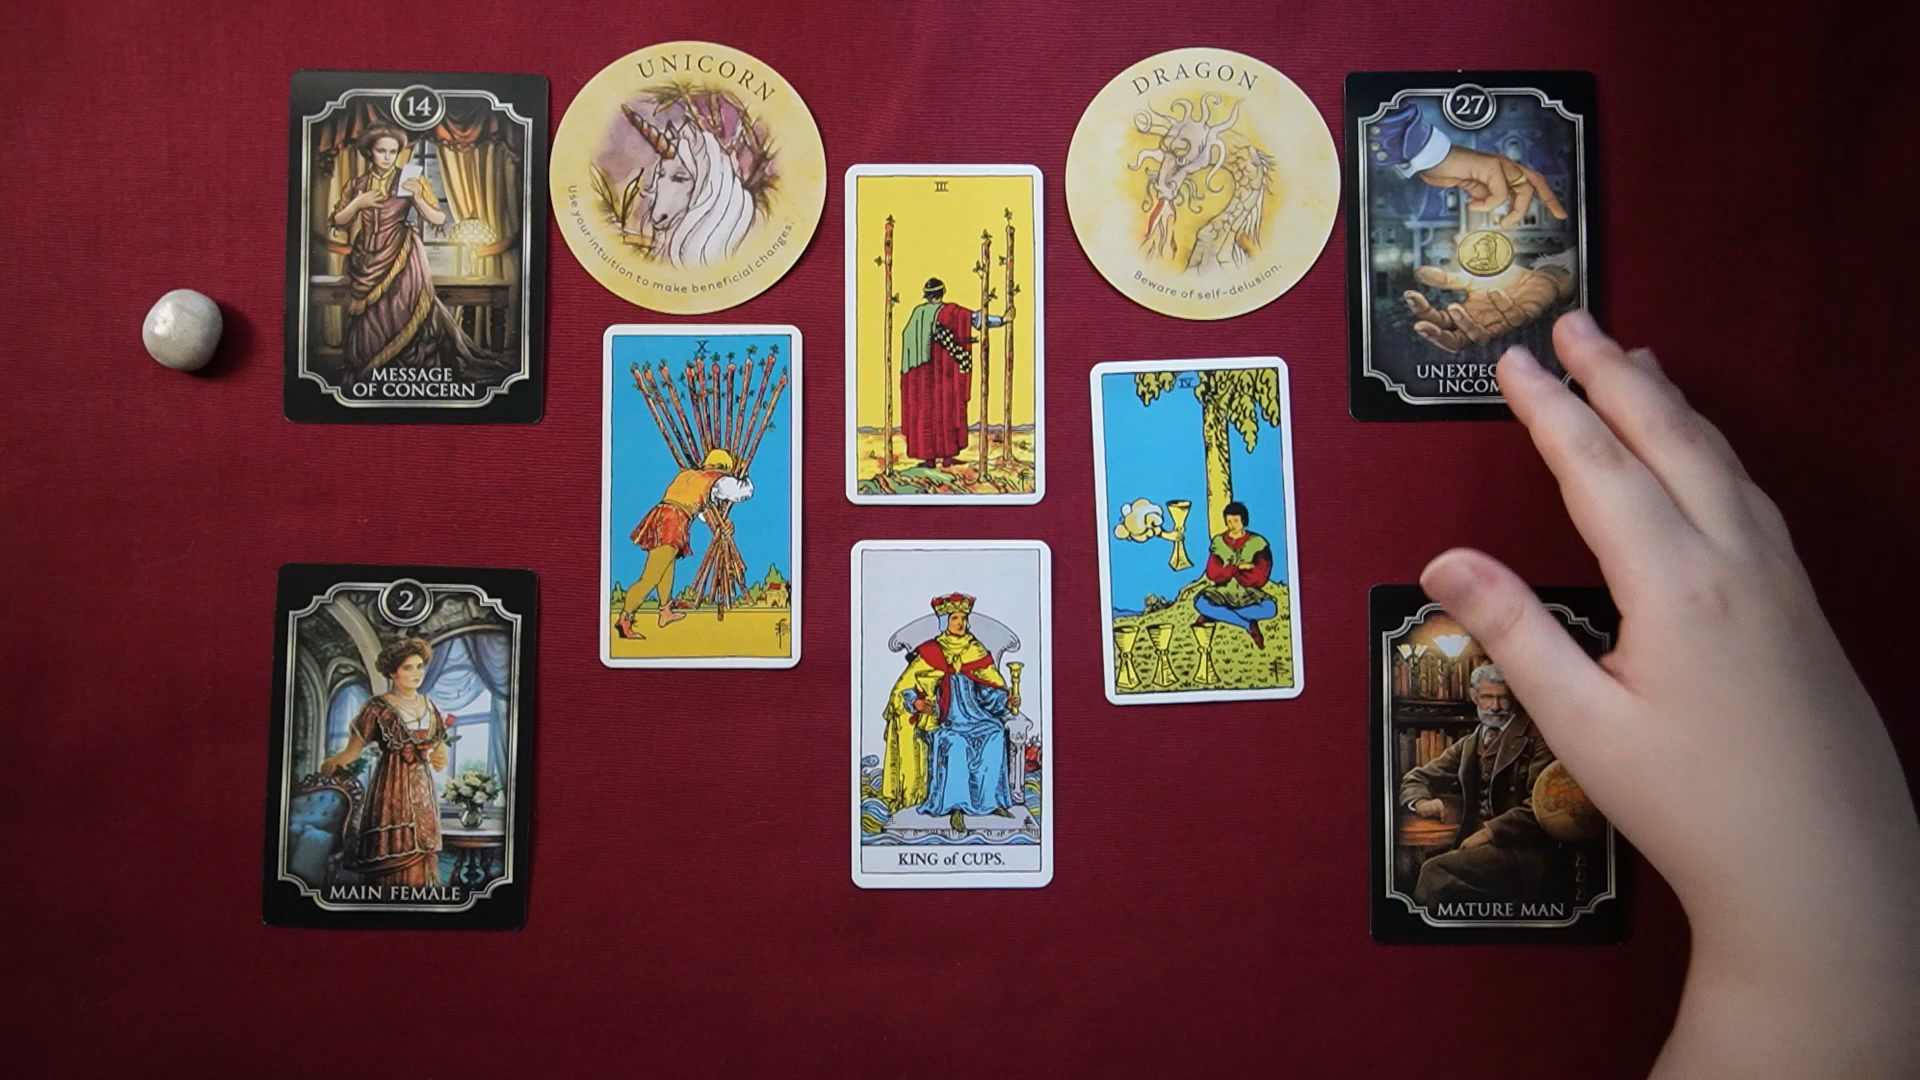 14
MESSAGE
OF CONCERN
UNICORN
Use your intuition to make beneficial changes.
III
DRAGON
Beware of self-delusion.
27
X
IV
2
MAIN FEMALE
KING of CUPS.
MATURE MAN